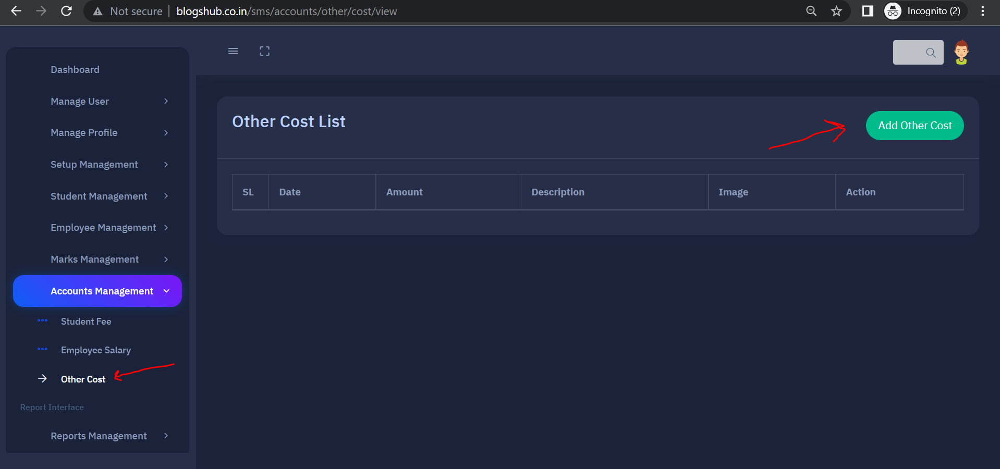 Not secure | blogshub.co.in/sms/accounts/other/cost/view
Incognito (2)
Dashboard
Manage User
Manage Profile
Setup Management
Student Management
Employee Management
Marks Management
Accounts Management
Student Fee
Employee Salary
Other Cost
Report Interface
Reports Management
Other Cost List
Add Other Cost
SL Date Amount Description Image Action